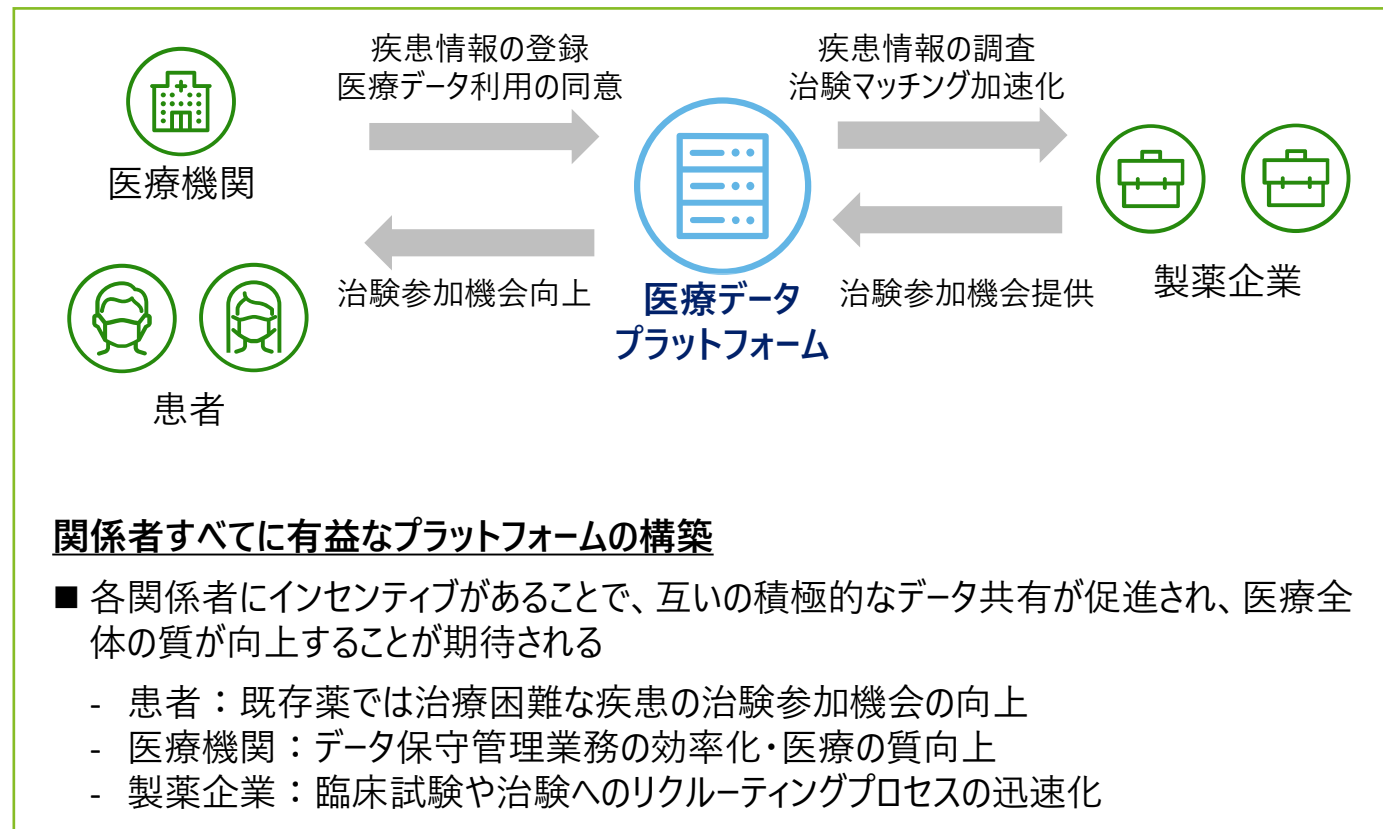 疾患情報の登録
医療データ利用の同意
疾患情報の調査
治験マッチング加速化
医療機関
治験参加機会向上
医療データ
プラットフォーム
治験参加機会提供
製薬企業
患者
関係者すべてに有益なプラットフォームの構築
■ 各関係者にインセンティブがあることで、互いの積極的なデータ共有が促進され、医療全
体の質が向上することが期待される
- 患者：既存薬では治療困難な疾患の治験参加機会の向上
- 医療機関：データ保守管理業務の効率化・医療の質向上
- 製薬企業：臨床試験や治験へのリクルーティングプロセスの迅速化